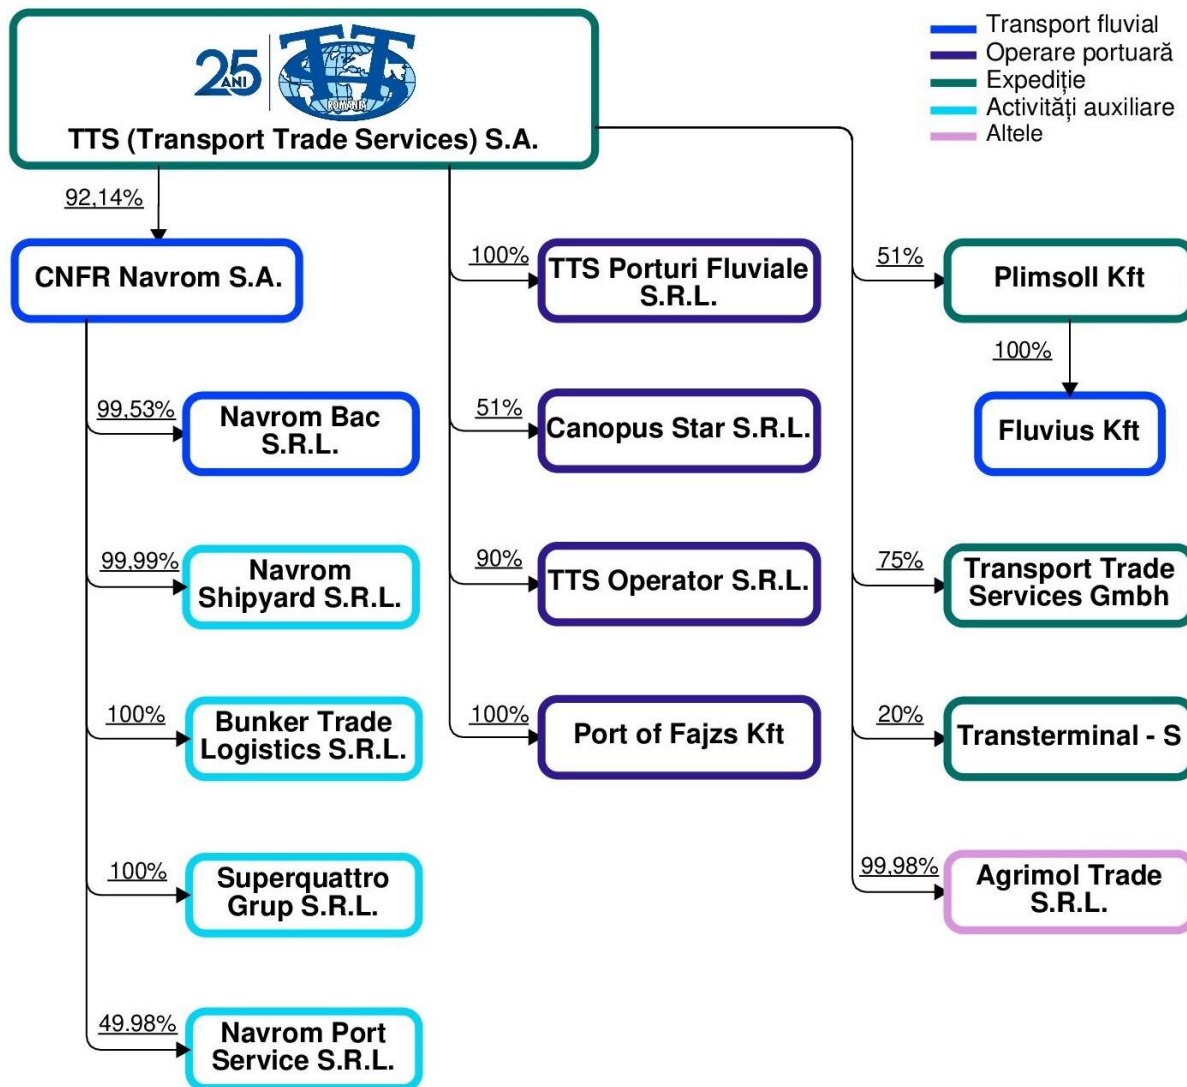 25
ANI
TTS
ROMÂNIA
TTS (Transport Trade Services) S.A.
Transport fluvial
Operare portuară
Expediție
Activități auxiliare
Altele
92,14%
CNFR Navrom S.A.
99,53%
Navrom Bac
S.R.L.
99,99%
Navrom
Shipyard S.R.L.
100%
Bunker Trade
Logistics S.R.L.
100%
Superquattro
Grup S.R.L.
49.98%
Navrom Port
Service S.R.L.
100%
TTS Porturi Fluviale
S.R.L.
51%
Canopus Star S.R.L.
90%
TTS Operator S.R.L.
100%
Port of Fajzs Kft
51%
Plimsoll Kft
100%
Fluvius Kft
75%
Transport Trade
Services Gmbh
20%
Transterminal - S
99,98%
Agrimol Trade
S.R.L.